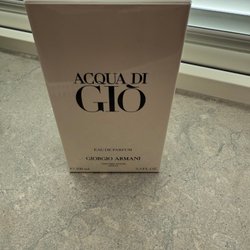 ACQUA DI
GIÒ
EAU DE PARFUM
GIORGIO ARMANI